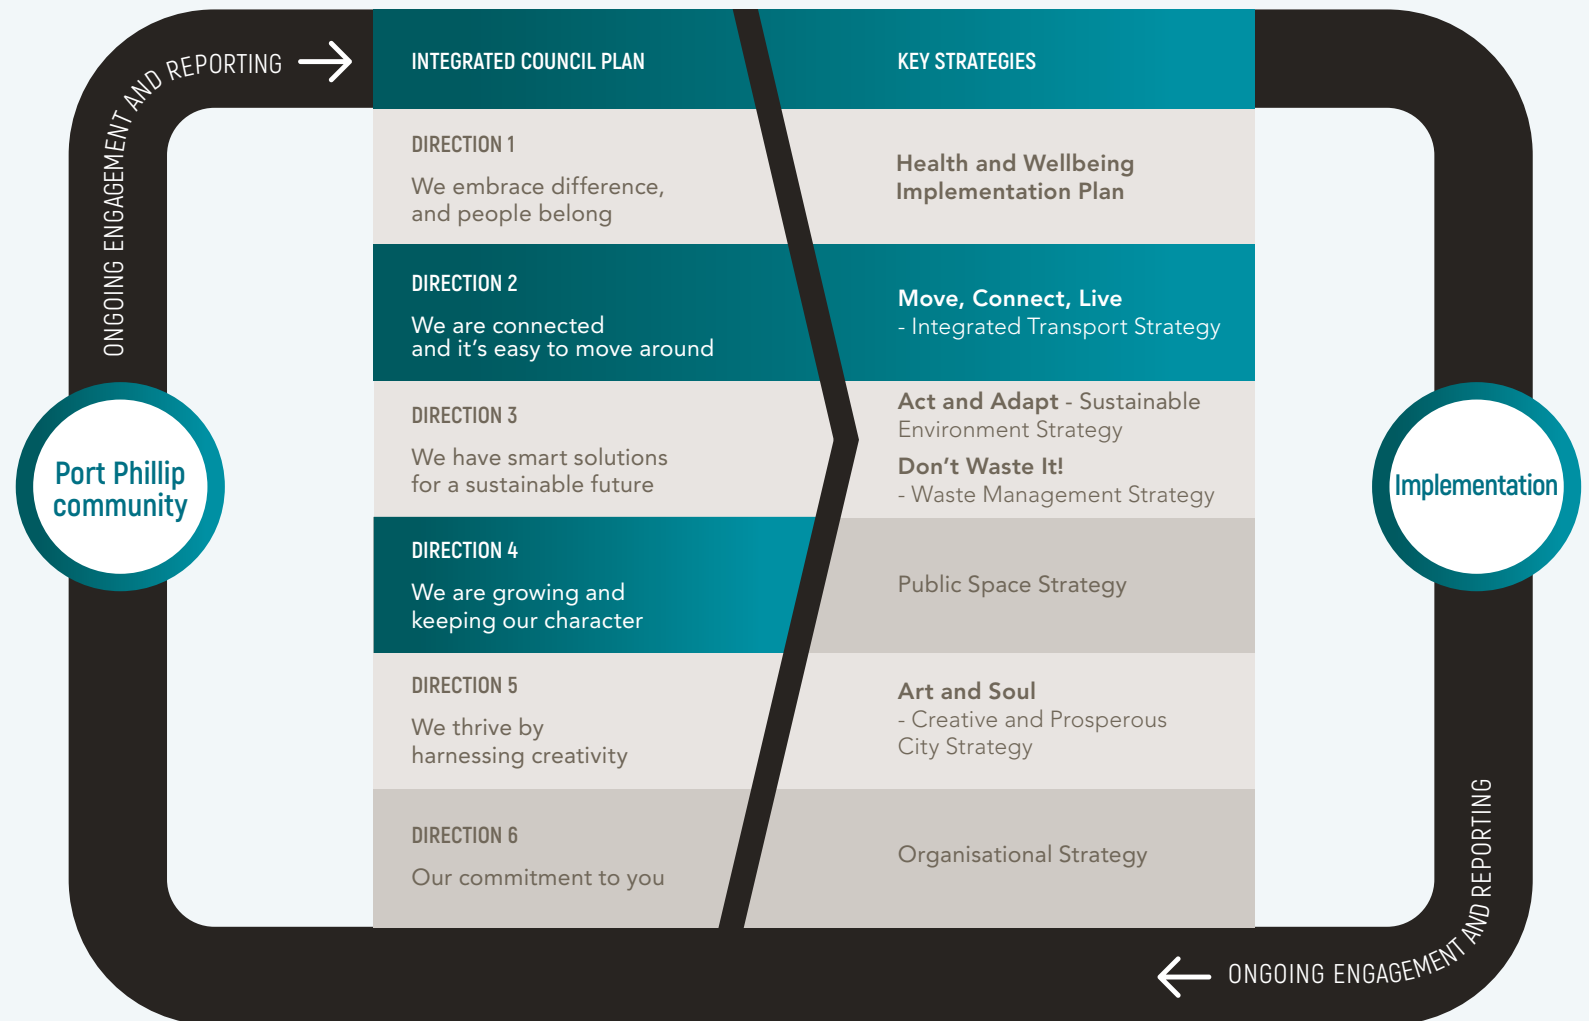 ONGOING ENGAGEMENT AND REPORTING
INTEGRATED COUNCIL PLAN
KEY STRATEGIES
DIRECTION 1
We embrace difference,
and people belong
Health and Wellbeing
Implementation Plan
DIRECTION 2
We are connected
and it’s easy to move around
Move, Connect, Live
- Integrated Transport Strategy
DIRECTION 3
We have smart solutions
for a sustainable future
Act and Adapt - Sustainable
Environment Strategy
Don’t Waste It!
- Waste Management Strategy
Port Phillip
community
Implementation
DIRECTION 4
We are growing and
keeping our character
Public Space Strategy
DIRECTION 5
We thrive by
harnessing creativity
Art and Soul
- Creative and Prosperous
City Strategy
DIRECTION 6
Our commitment to you
Organisational Strategy
ONGOING ENGAGEMENT AND REPORTING